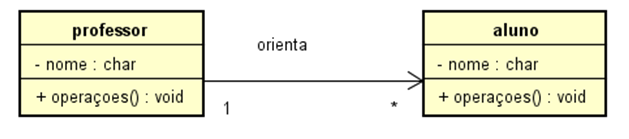 professor
- nome : char
+ operaçoes() : void
orienta
1
*
aluno
- nome : char
+ operaçoes() : void